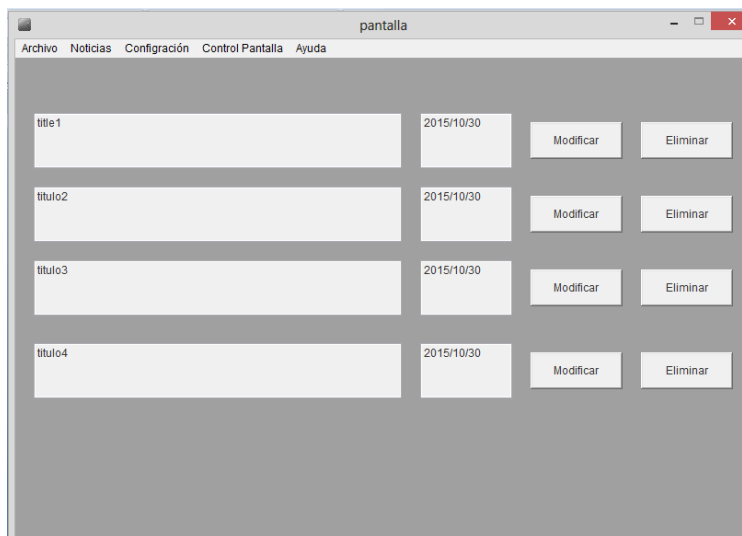 pantalla
Archivo Noticias Configración Control Pantalla Ayuda
title1 2015/10/30 Modificar Eliminar
titulo2 2015/10/30 Modificar Eliminar
titulo3 2015/10/30 Modificar Eliminar
titulo4 2015/10/30 Modificar Eliminar